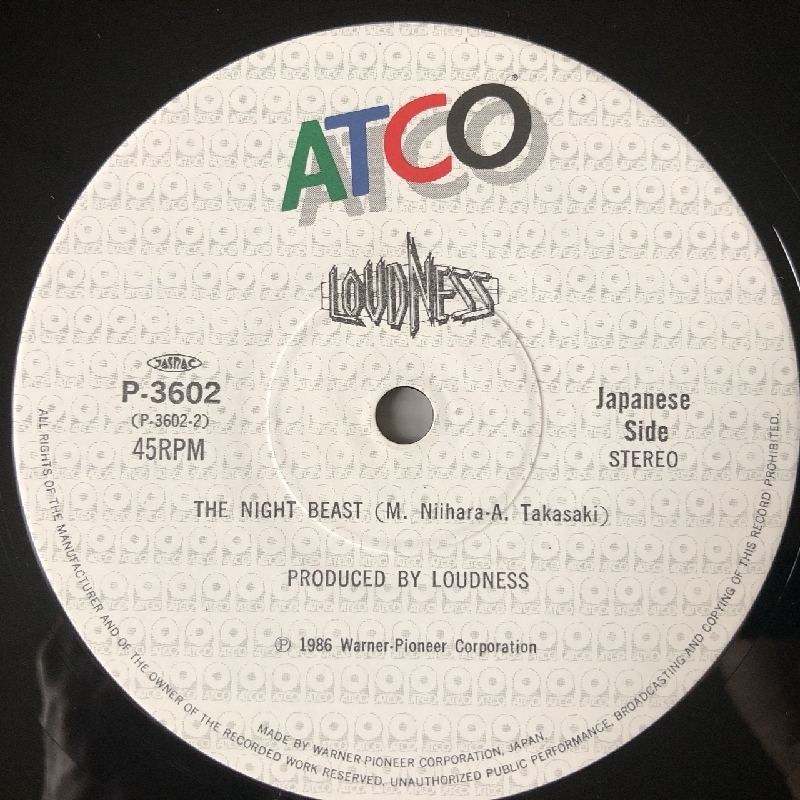 ATCO
LOUDNESS
JASRAC
P-3602
(P-3602-2)
45RPM
Japanese
Side
STEREO
THE NIGHT BEAST (M. Niihara-A. Takasaki)
PRODUCED BY LOUDNESS
Ⓟ 1986 Warner-Pioneer Corporation
MADE BY WARNER-PIONEER CORPORATION, JAPAN.
ALL RIGHTS OF THE MANUFACTURER AND OF THE OWNER OF THE RECORDED WORK RESERVED, UNAUTHORIZED PUBLIC PERFORMANCE, BROADCASTING AND COPYING OF THIS RECORD PROHIBITED.